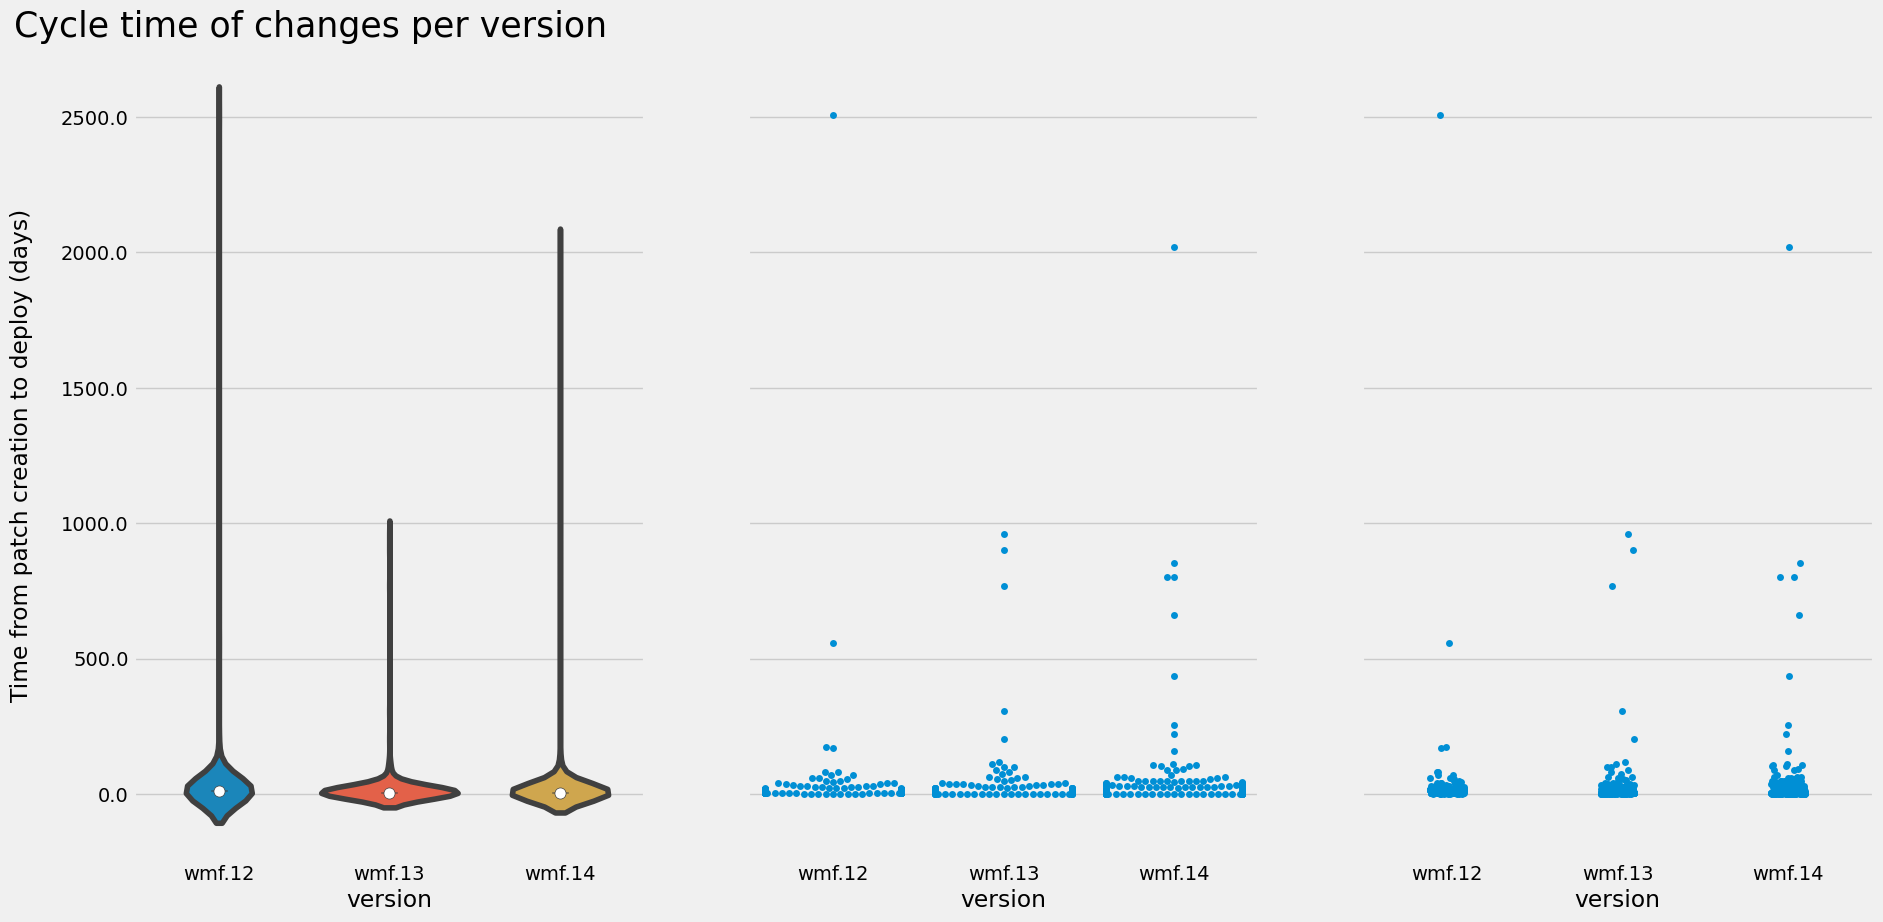 Cycle time of changes per version
Time from patch creation to deploy (days)
2500.0
2000.0
1500.0
1000.0
500.0
0.0
wmf.12 wmf.13 wmf.14
version
wmf.12 wmf.13 wmf.14
version
wmf.12 wmf.13 wmf.14
version